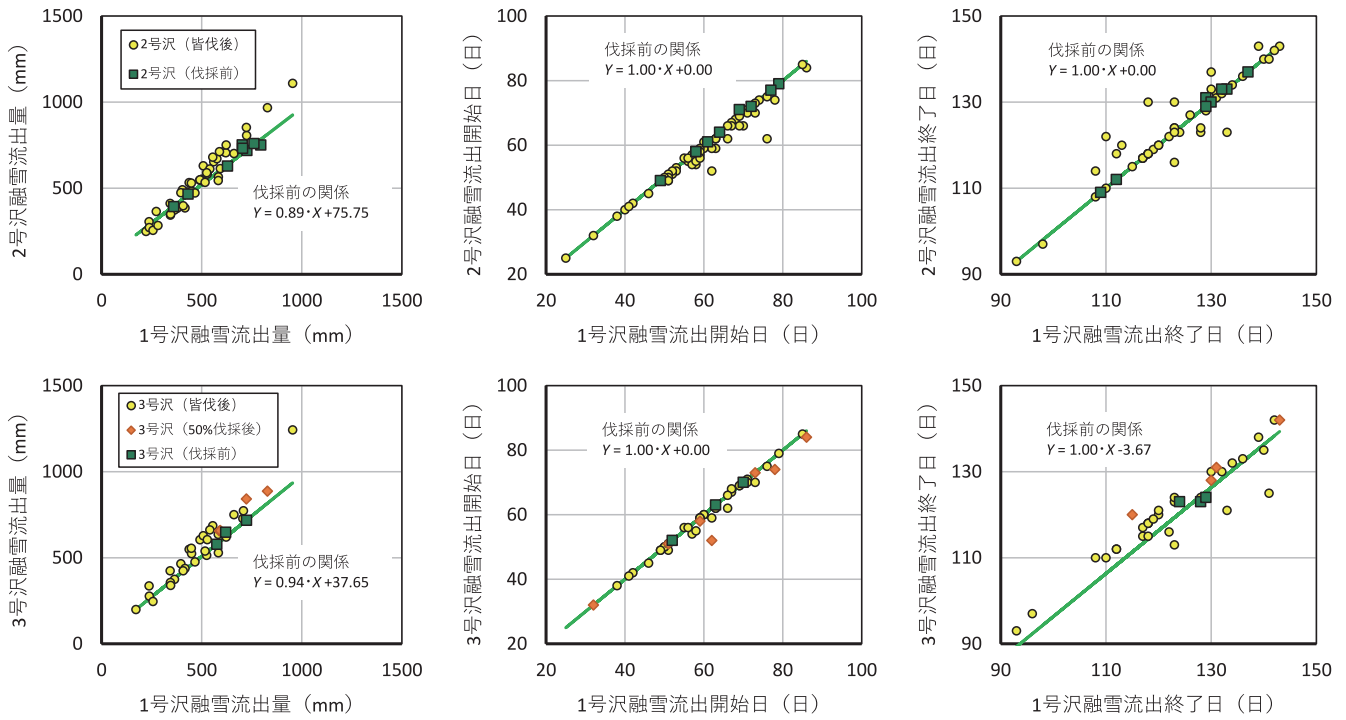 2号沢融雪流出量（mm）
1500
1000
500
0
2号沢（皆伐後）
2号沢（伐採前）
伐採前の関係
Y = 0.89・X +75.75
0 500 1000 1500
1号沢融雪流出量（mm）
2号沢融雪流出開始日（日）
100
80
60
40
20
伐採前の関係
Y = 1.00・X +0.00
20 40 60 80 100
1号沢融雪流出開始日（日）
2号沢融雪流出終了日（日）
150
130
110
90
伐採前の関係
Y = 1.00・X +0.00
90 110 130 150
1号沢融雪流出終了日（日）
3号沢融雪流出量（mm）
1500
1000
500
0
3号沢（皆伐後）
3号沢（50%伐採後）
3号沢（伐採前）
伐採前の関係
Y = 0.94・X +37.65
0 500 1000 1500
1号沢融雪流出量（mm）
3号沢融雪流出開始日（日）
100
80
60
40
20
伐採前の関係
Y = 1.00・X +0.00
20 40 60 80 100
1号沢融雪流出開始日（日）
3号沢融雪流出終了日（日）
150
130
110
90
伐採前の関係
Y = 1.00・X -3.67
90 110 130 150
1号沢融雪流出終了日（日）